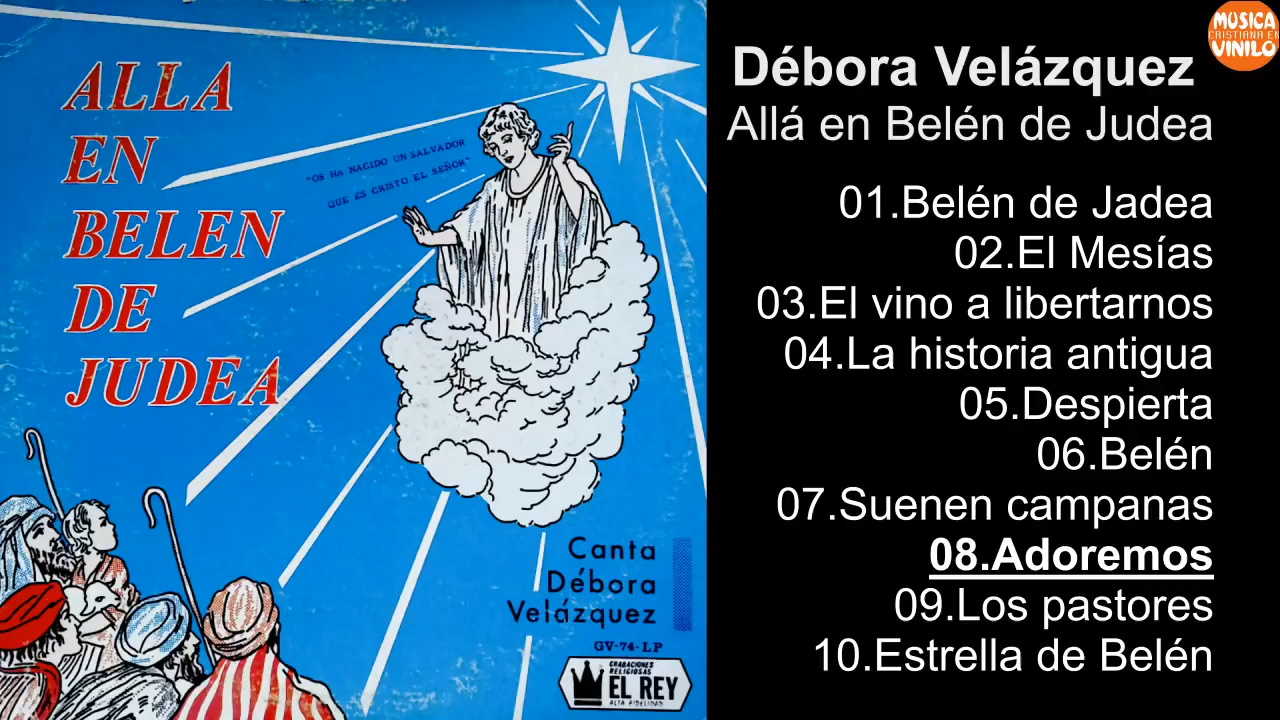 ALLA
EN
BELEN
DE
JUDEA
"OS HA NACIDO UN SALVADOR
QUE ES CRISTO EL SEÑOR"
Canta
Débora
Velázquez
GV-74-LP
GRABACIONES
RELIGIOSAS
EL REY
ALTA FIDELIDAD
MUSICA
CRISTIANA EN
VINILO
Débora Velázquez
Allá en Belén de Judea
01.Belén de Jadea
02.El Mesías
03.El vino a libertarnos
04.La historia antigua
05.Despierta
06.Belén
07.Suenen campanas
08.Adoremos
09.Los pastores
10.Estrella de Belén